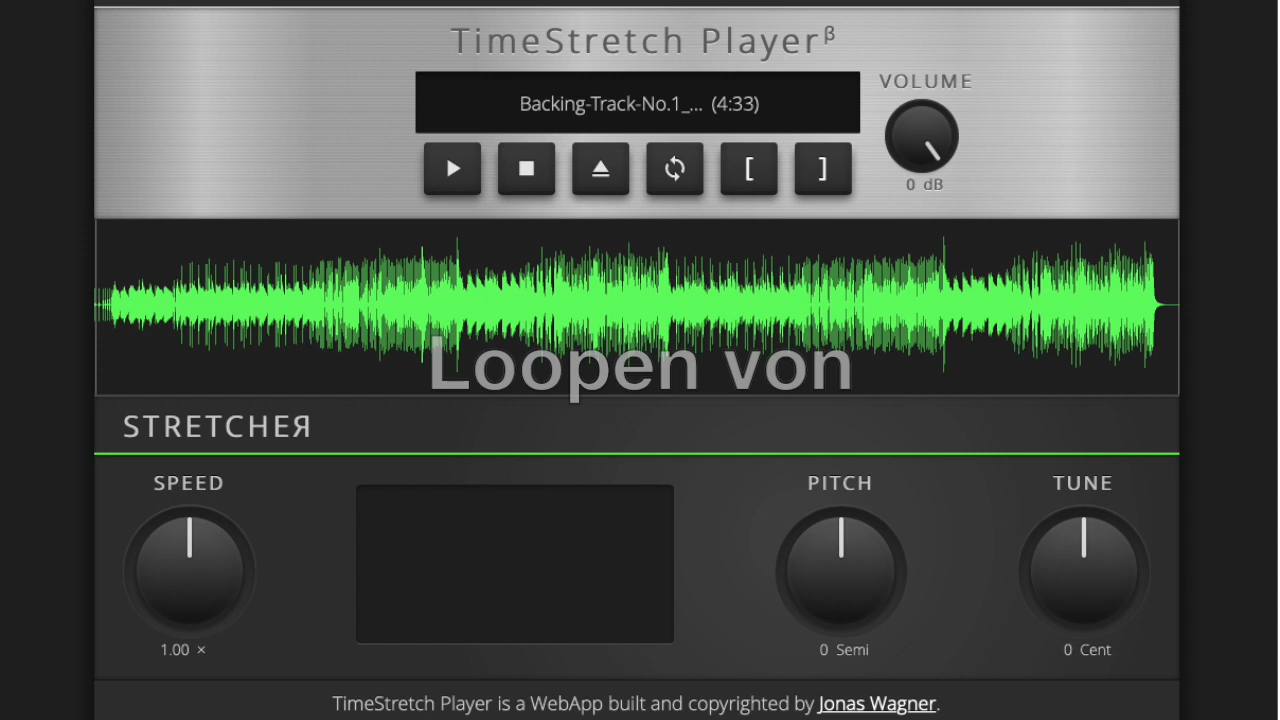 TimeStretch Playerᵝ
Backing-Track-No.1_... (4:33)
VOLUME
[ ]
0 dB
Loopen von
STRETCHEЯ
SPEED
PITCH
TUNE
1.00 ×
0 Semi
0 Cent
TimeStretch Player is a WebApp built and copyrighted by Jonas Wagner.